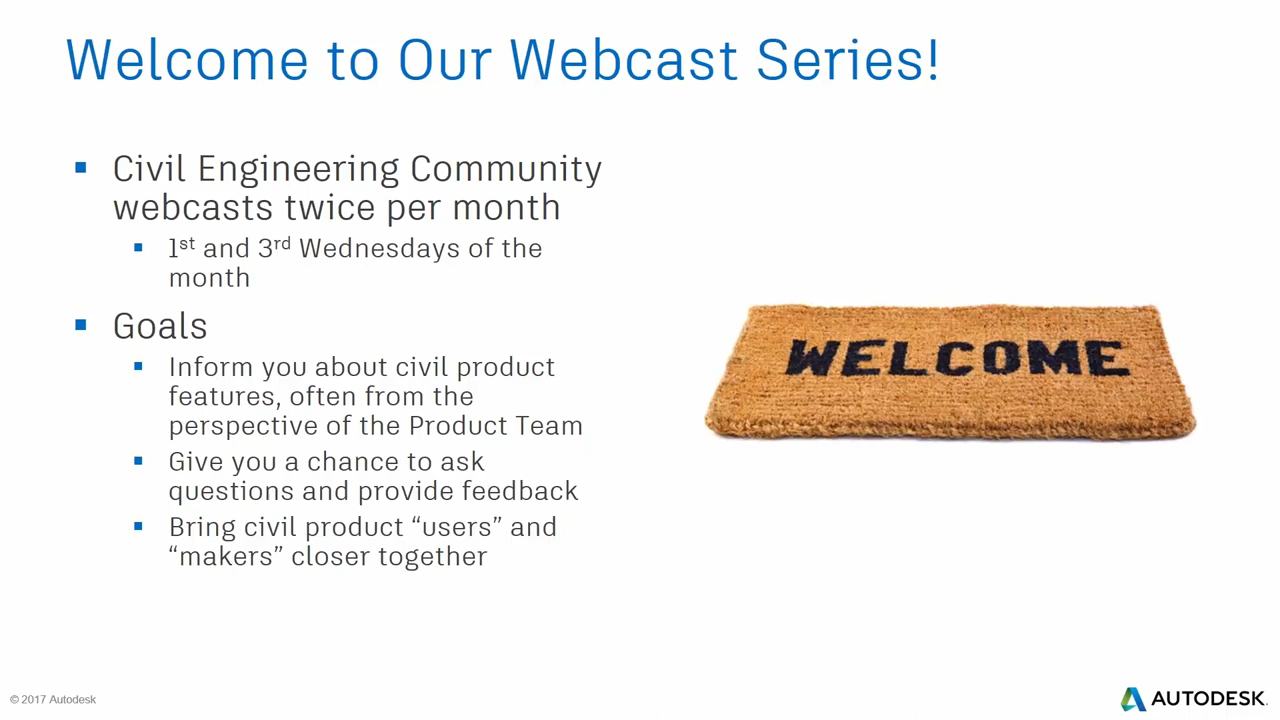 Welcome to Our Webcast Series!
▪ Civil Engineering Community
webcasts twice per month
▪ 1st and 3rd Wednesdays of the
month
▪ Goals
▪ Inform you about civil product
features, often from the
perspective of the Product Team
▪ Give you a chance to ask
questions and provide feedback
▪ Bring civil product “users” and
“makers” closer together
WELCOME
© 2017 Autodesk
AUTODESK.